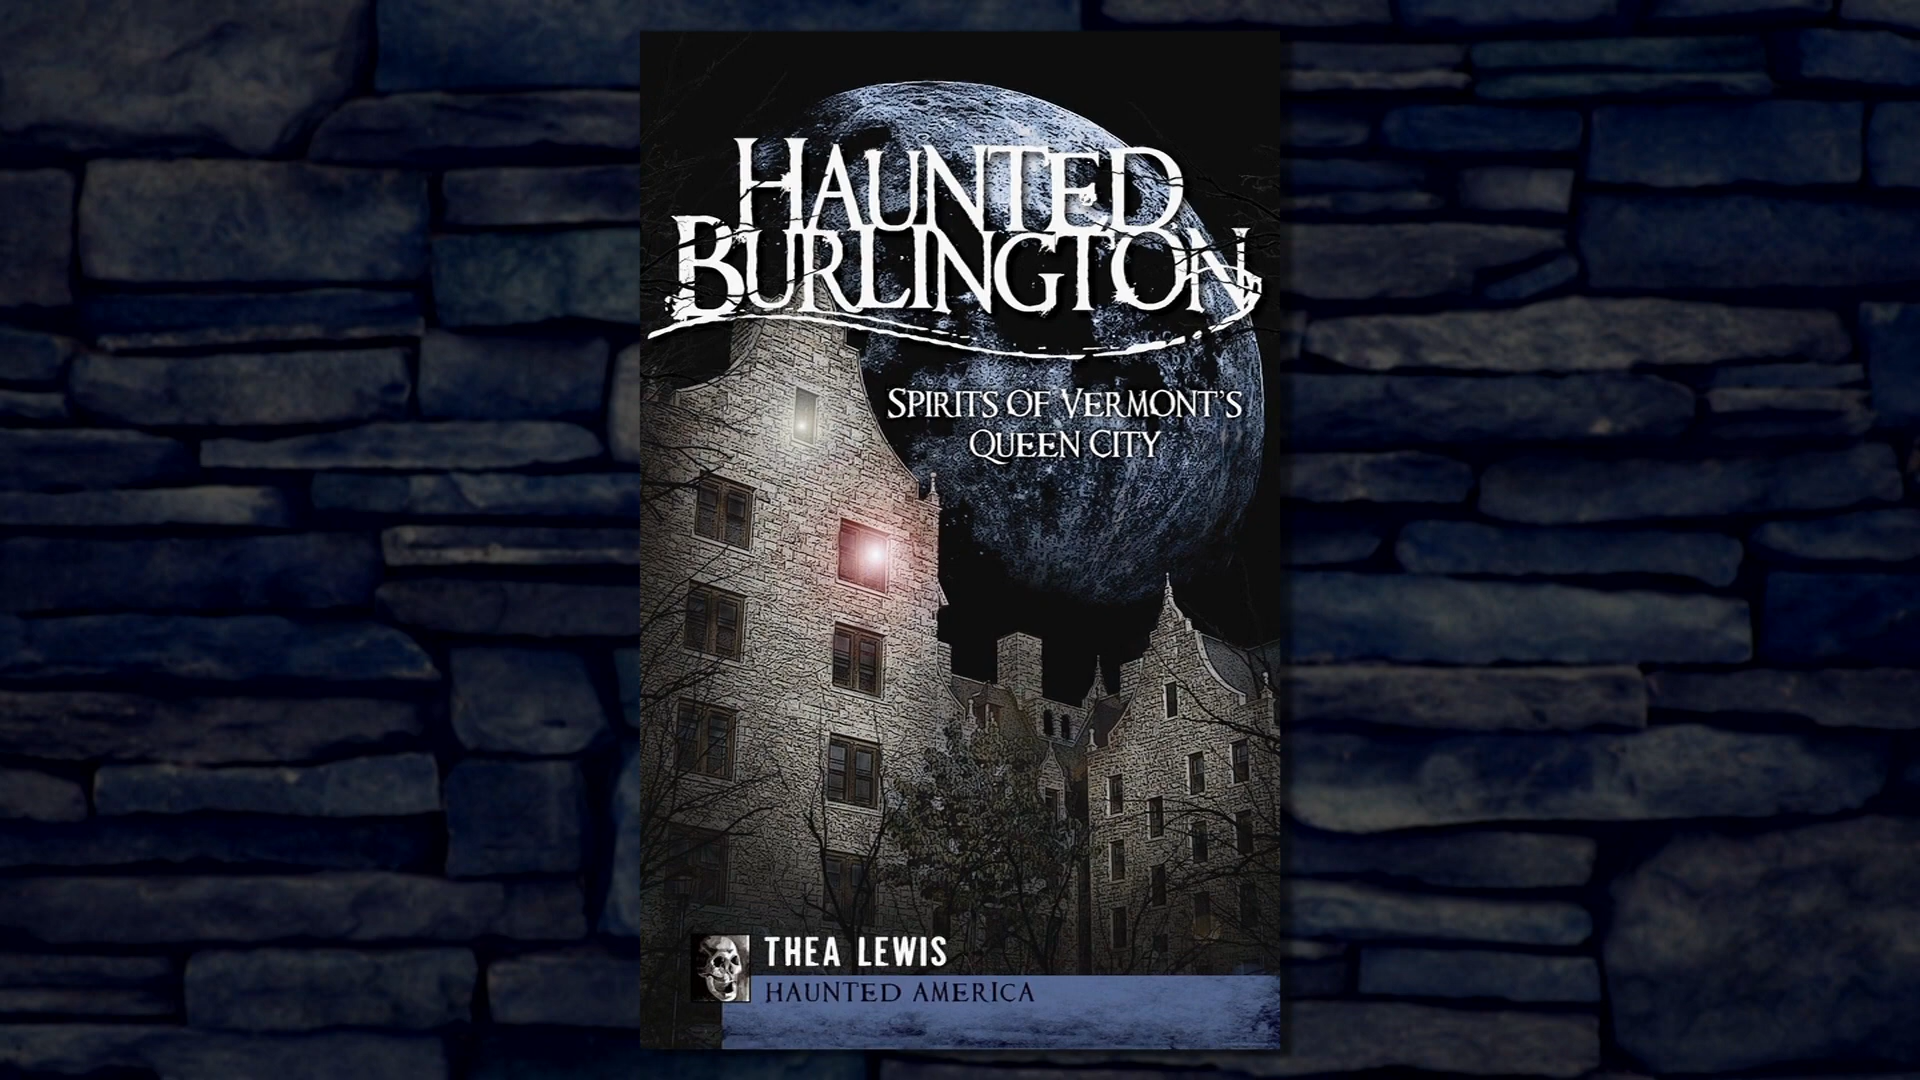 HAUNTED
BURLINGTON
SPIRITS OF VERMONT'S
QUEEN CITY
THEA LEWIS
HAUNTED AMERICA